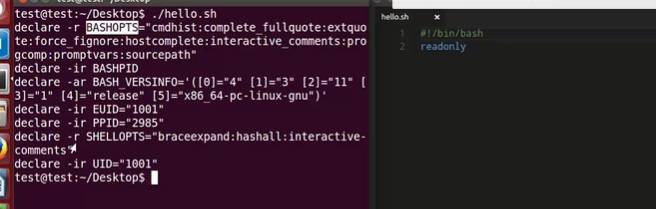 test@test:~/Desktop$ ./hello.sh
declare -r BASHOPTS="cmdhist:complete_fullquote:extquo
te:force_fignore:hostcomplete:interactive_comments:pro
gcomp:promptvars:sourcepath"
declare -ir BASHPID
declare -ar BASH_VERSINFO='([0]="4" [1]="3" [2]="11" [
3]="1" [4]="release" [5]="x86_64-pc-linux-gnu")'
declare -ir EUID="1001"
declare -ir PPID="2985"
declare -r SHELLOPTS="braceexpand:hashall:interactive-
comments"
declare -ir UID="1001"
test@test:~/Desktop$
hello.sh ×
1 #!/bin/bash
2 readonly